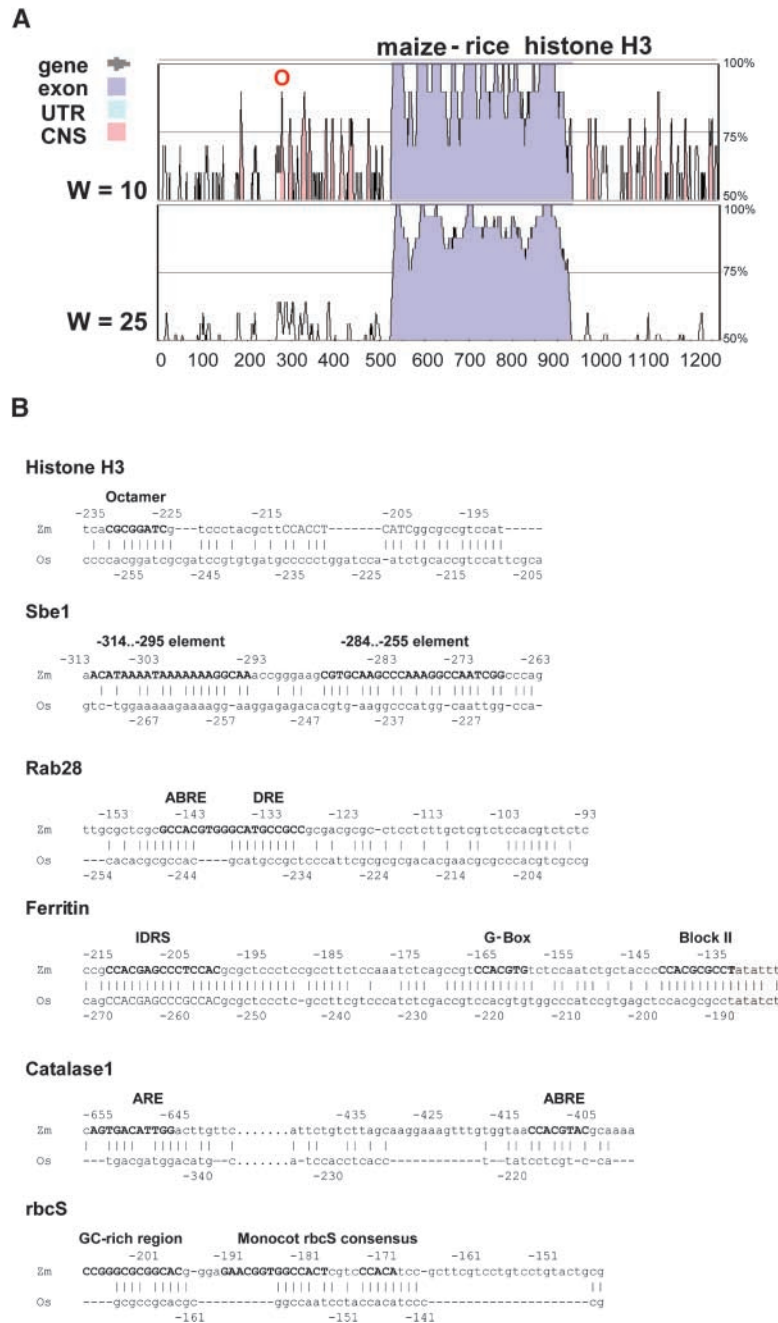 A
maize - rice histone H3
gene
exon
UTR
CNS
O
W = 10
100%
75%
50%
W = 25
100%
75%
50%
0 100 200 300 400 500 600 700 800 900 1000 1100 1200
B
Histone H3
Octamer
-235 -225 -215 -205 -195
Zm tcaCGCGGATCg---tccctacgcttCCACCT-------CATCggcgccgtccat-----
Os ccccacggatcgcgatccgtgtgatgcccccctggatcca-aatctgcaccgtccattcgca
-255 -245 -235 -225 -215 -205
Sbe1
-314..-295 element -284..-255 element
-313 -303 -293 -283 -273 -263
Zm aACATAAAATAAAAAAAGGCAAaccgggaagCGTGCAAGCCCAAAGGCCAATCGGcccag
Os gtc-tggaaaaagaaaagg-aaggagagacacgtg-aaggcccatggc-caattggc-cca-
-267 -257 -247 -237 -227
Rab28
ABRE DRE
-153 -143 -133 -123 -113 -103 -93
Zm ttgcgctcgcGCCACGTGGGCATGCCGCCgcgacgcgc-ctcctcttgctcgtctccacgtctctc
Os ---cacacgcgccac----gcatgccgctcccattcgcgcgcgacacgaacgcgcccacgtcgccg
-254 -244 -234 -224 -214 -204
Ferritin
IDRS G-Box Block II
-215 -205 -195 -185 -175 -165 -155 -145 -135
Zm ccgCCACGAGCCCTCCACgcgctccctccgccttctccaaatctcagccgtCCACGTGtctccaatctgctacccCCACGCGCCTatattt
Os cagCCACGAGCCCGCCACgcgctccctc-gccttcgtcccatctcgaccgtccacgtgtggcccatccgtgagctccacgcgcctatatct
-270 -260 -250 -240 -230 -220 -210 -200 -190
Catalase1
ARE ABRE
-655 -645 -435 -425 -415 -405
Zm cAGTGACATTGGacttgttc.......attctgtcttagcaaggaaagtttgtggtaaCCACGTACgcaaaa
Os ---tgacgatggacatg--c.......a-tccacctcacc------------t--tatcctcgt-c-ca---
-340 -230 -220
rbcS
GC-rich region Monocot rbcS consensus
-201 -191 -181 -171 -161 -151
Zm CCGGGCGCGGCACg-ggaGAACGGTGGCCACTcgtcCCACAtcc-gcttcgtcctgtcctgtactgcg
Os ----gcgccgcacgc----------ggccaatcctaccacatccc----------------------cg
-161 -151 -141